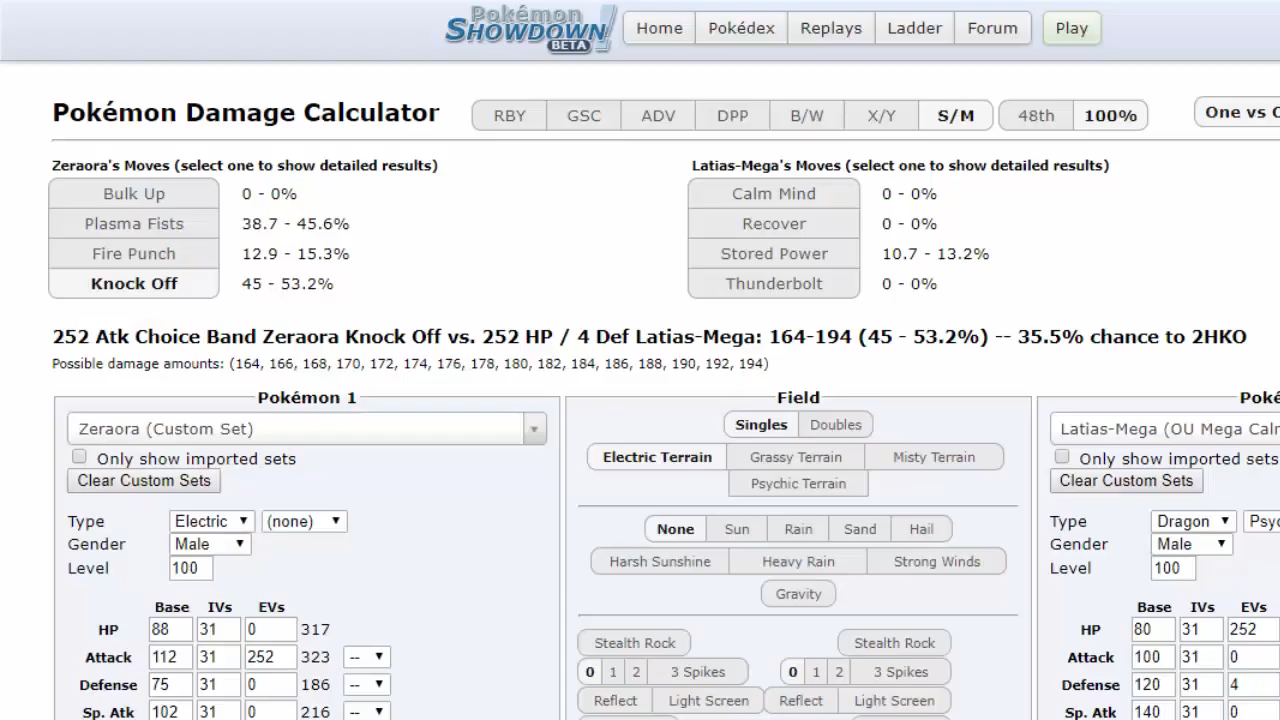 Pokémon
SHOWDOWN!
BETA
Home Pokédex Replays Ladder Forum Play
Pokémon Damage Calculator RBY GSC ADV DPP B/W X/Y S/M 48th 100% One vs
Zeraora's Moves (select one to show detailed results) Latias-Mega's Moves (select one to show detailed results)
Bulk Up 0 - 0% Calm Mind 0 - 0%
Plasma Fists 38.7 - 45.6% Recover 0 - 0%
Fire Punch 12.9 - 15.3% Stored Power 10.7 - 13.2%
Knock Off 45 - 53.2% Thunderbolt 0 - 0%
252 Atk Choice Band Zeraora Knock Off vs. 252 HP / 4 Def Latias-Mega: 164-194 (45 - 53.2%) -- 35.5% chance to 2HKO
Possible damage amounts: (164, 166, 168, 170, 172, 174, 176, 178, 180, 182, 184, 186, 188, 190, 192, 194)
Pokémon 1 Field Poké
Zeraora (Custom Set) Singles Doubles Latias-Mega (OU Mega Calm
Only show imported sets Electric Terrain Grassy Terrain Misty Terrain Only show imported sets
Clear Custom Sets Psychic Terrain Clear Custom Sets
Type Electric (none) None Sun Rain Sand Hail Type Dragon Psyc
Gender Male Harsh Sunshine Heavy Rain Strong Winds Gender Male
Level 100 Gravity Level 100
Base IVs EVs Base IVs EVs
HP 88 31 0 317 Stealth Rock Stealth Rock HP 80 31 252
Attack 112 31 252 323 -- 0 1 2 3 Spikes 0 1 2 3 Spikes Attack 100 31 0
Defense 75 31 0 186 -- Reflect Light Screen Reflect Light Screen Defense 120 31 4
Sp. Atk 102 31 0 216 -- Sp. Atk 140 31 0